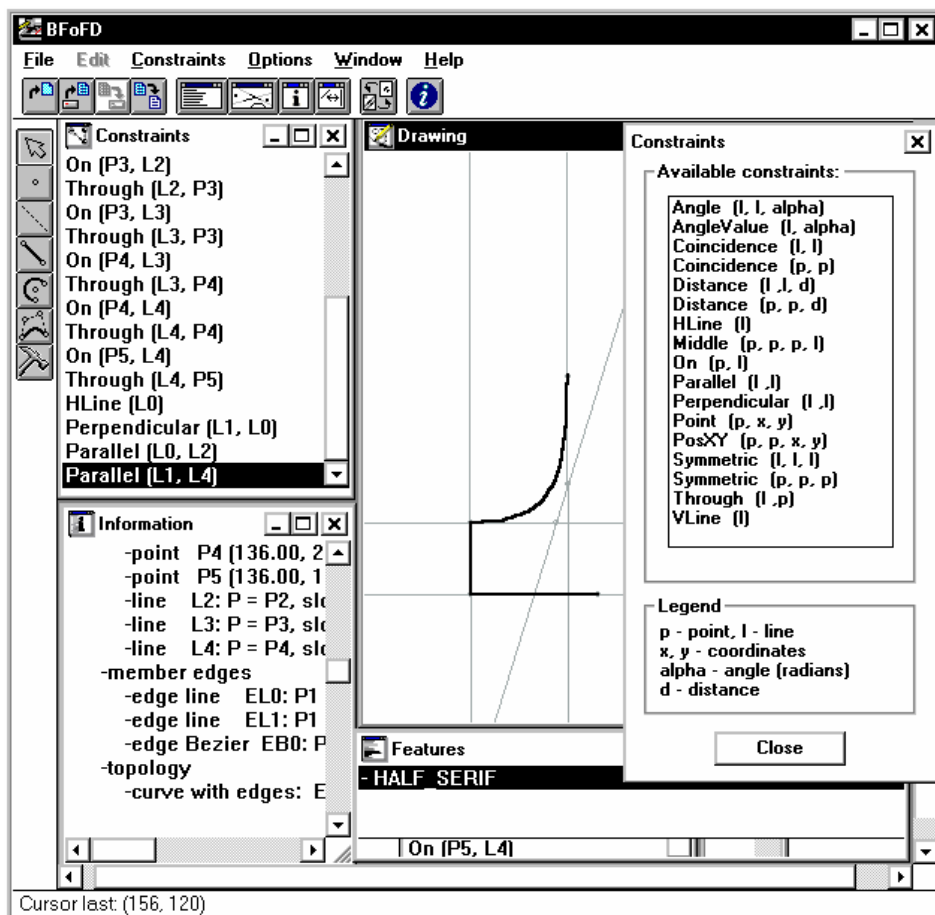 BFoFD
File Edit Constraints Options Window Help
Constraints
On (P3, L2)
Through (L2, P3)
On (P3, L3)
Through (L3, P3)
On (P4, L3)
Through (L3, P4)
On (P4, L4)
Through (L4, P4)
On (P5, L4)
Through (L4, P5)
HLine (L0)
Perpendicular (L1, L0)
Parallel (L0, L2)
Parallel (L1, L4)
Information
-point P4 (136.00, 2
-point P5 (136.00, 1
-line L2: P = P2, slo
-line L3: P = P3, slo
-line L4: P = P4, slo
-member edges
-edge line EL0: P1
-edge line EL1: P1
-edge Bezier EB0: P
-topology
-curve with edges: E
Drawing
Features
- HALF_SERIF
On (P5, L4)
Constraints
Available constraints:
Angle (l, l, alpha)
AngleValue (l, alpha)
Coincidence (l, l)
Coincidence (p, p)
Distance (l ,l, d)
Distance (p, p, d)
HLine (l)
Middle (p, p, p, l)
On (p, l)
Parallel (l ,l)
Perpendicular (l ,l)
Point (p, x, y)
PosXY (p, p, x, y)
Symmetric (l, l, l)
Symmetric (p, p, p)
Through (l ,p)
VLine (l)
Legend
p - point, l - line
x, y - coordinates
alpha - angle (radians)
d - distance
Close
Cursor last: (156, 120)